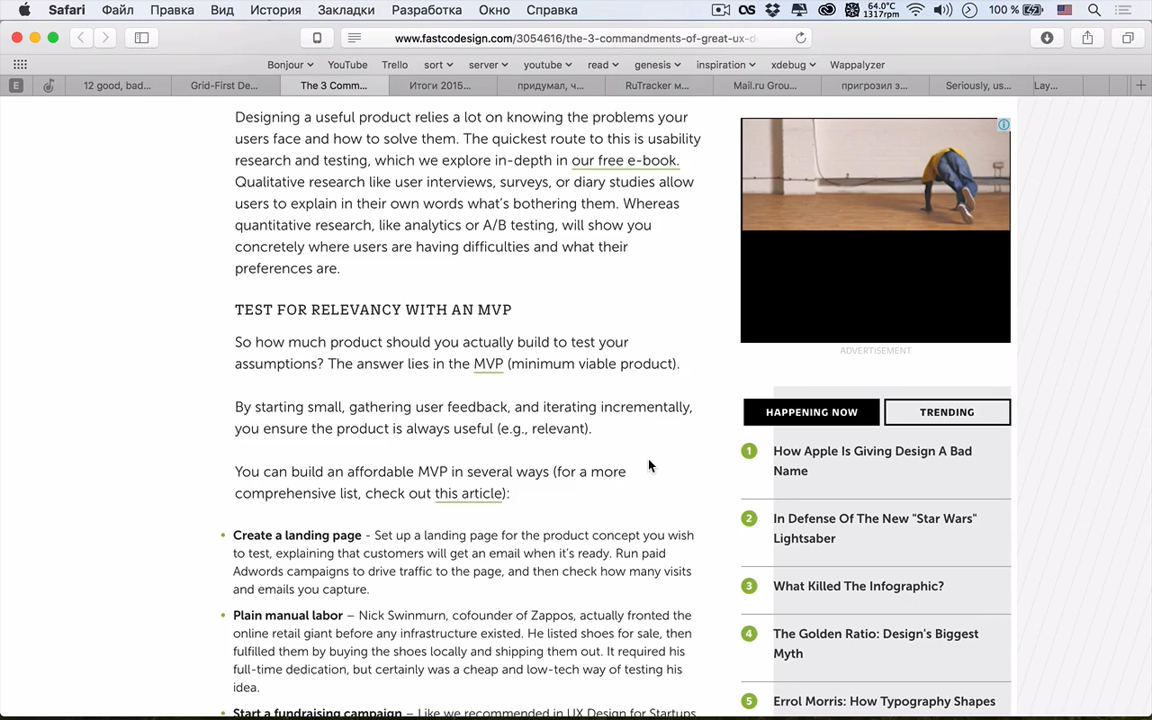 Safari Файл Правка Вид История Закладки Разработка Окно Справка 64.0°C 1317rpm 100 %
www.fastcodesign.com/3054616/the-3-commandments-of-great-ux-d
Bonjour YouTube Trello sort server youtube read genesis inspiration xdebug Wappalyzer
E 12 good, bad... Grid-First De... The 3 Comm... Итоги 2015... придумал, ч... RuTracker м... Mail.ru Grou... пригрозил з... Seriously, us... Lay...
Designing a useful product relies a lot on knowing the problems your
users face and how to solve them. The quickest route to this is usability
research and testing, which we explore in-depth in our free e-book.
Qualitative research like user interviews, surveys, or diary studies allow
users to explain in their own words what's bothering them. Whereas
quantitative research, like analytics or A/B testing, will show you
concretely where users are having difficulties and what their
preferences are.
TEST FOR RELEVANCY WITH AN MVP
So how much product should you actually build to test your
assumptions? The answer lies in the MVP (minimum viable product).
By starting small, gathering user feedback, and iterating incrementally,
you ensure the product is always useful (e.g., relevant).
You can build an affordable MVP in several ways (for a more
comprehensive list, check out this article):
• Create a landing page - Set up a landing page for the product concept you wish
to test, explaining that customers will get an email when it's ready. Run paid
Adwords campaigns to drive traffic to the page, and then check how many visits
and emails you capture.
• Plain manual labor – Nick Swinmurn, cofounder of Zappos, actually fronted the
online retail giant before any infrastructure existed. He listed shoes for sale, then
fulfilled them by buying the shoes locally and shipping them out. It required his
full-time dedication, but certainly was a cheap and low-tech way of testing his
idea.
• Start a fundraising campaign – Like we recommended in UX Design for Startups
ADVERTISEMENT
HAPPENING NOW TRENDING
1 How Apple Is Giving Design A Bad
Name
2 In Defense Of The New "Star Wars"
Lightsaber
3 What Killed The Infographic?
4 The Golden Ratio: Design's Biggest
Myth
5 Errol Morris: How Typography Shapes